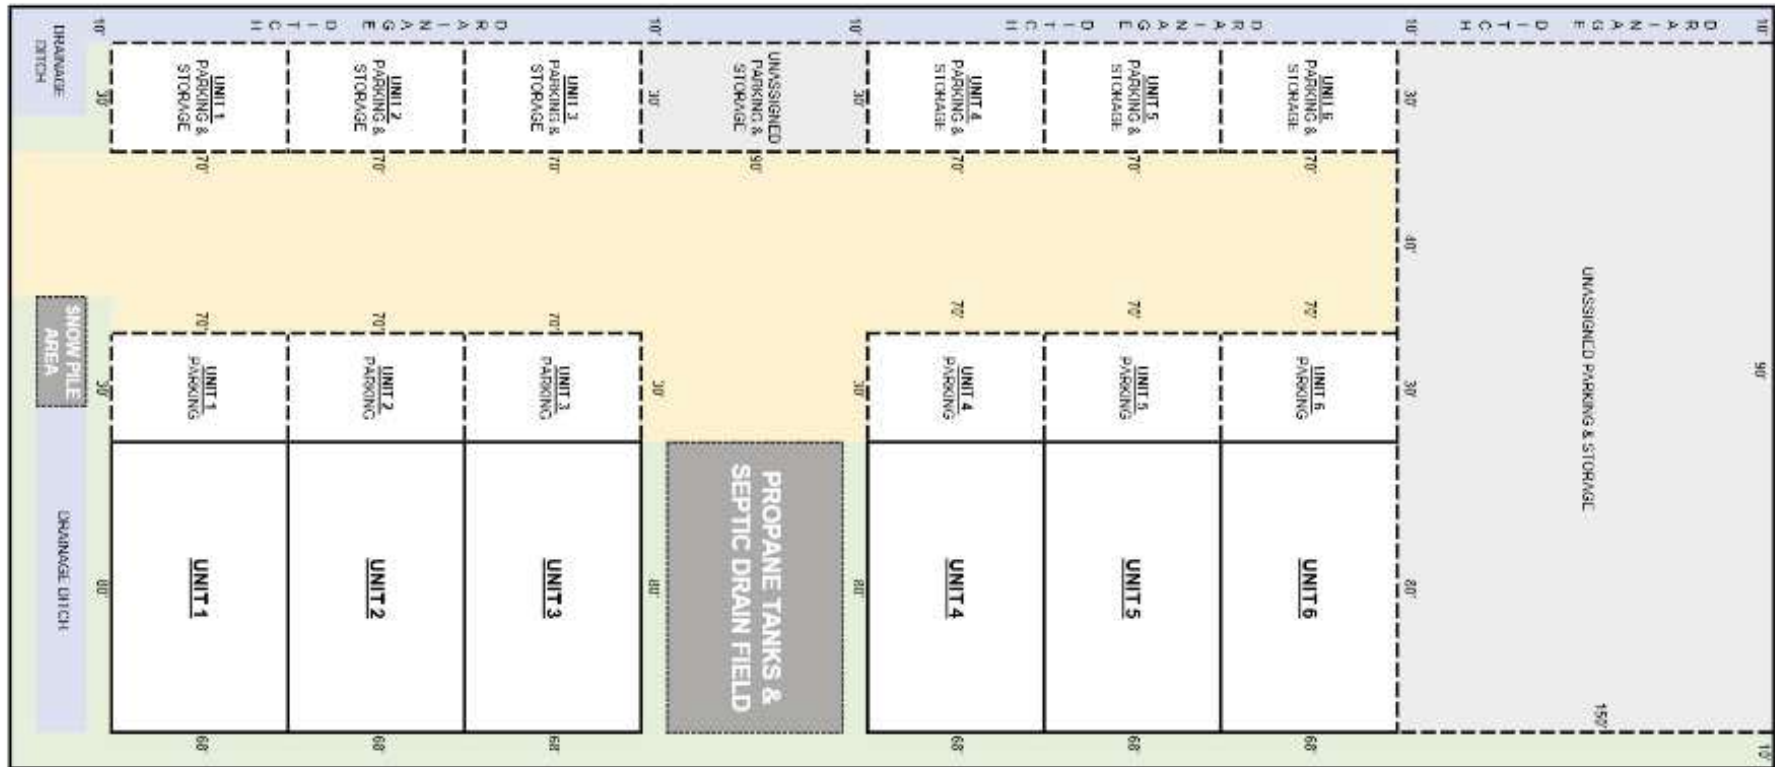 10'
DRAINAGE DITCH
10'
10'
DRAINAGE DITCH
10'
DRAINAGE DITCH
10'
DRAINAGE
DITCH
30'
UNIT 1
PARKING &
STORAGE
UNIT 2
PARKING &
STORAGE
UNIT 3
PARKING &
STORAGE
30'
UNASSIGNED
PARKING &
STORAGE
30'
UNIT 4
PARKING &
STORAGE
UNIT 5
PARKING &
STORAGE
UNIT 6
PARKING &
STORAGE
30'
70'
70'
70'
90'
70'
70'
70'
40'
UNASSIGNED PARKING & STORAGE
90'
70'
70'
70'
70'
70'
70'
SNOW PILE
AREA
30'
UNIT 1
PARKING
UNIT 2
PARKING
UNIT 3
PARKING
30'
30'
UNIT 4
PARKING
UNIT 5
PARKING
UNIT 6
PARKING
30'
DRAINAGE DITCH
80'
UNIT 1
UNIT 2
UNIT 3
80'
PROPANE TANKS &
SEPTIC DRAIN FIELD
80'
UNIT 4
UNIT 5
UNIT 6
80'
150'
68'
68'
68'
68'
68'
68'
10'